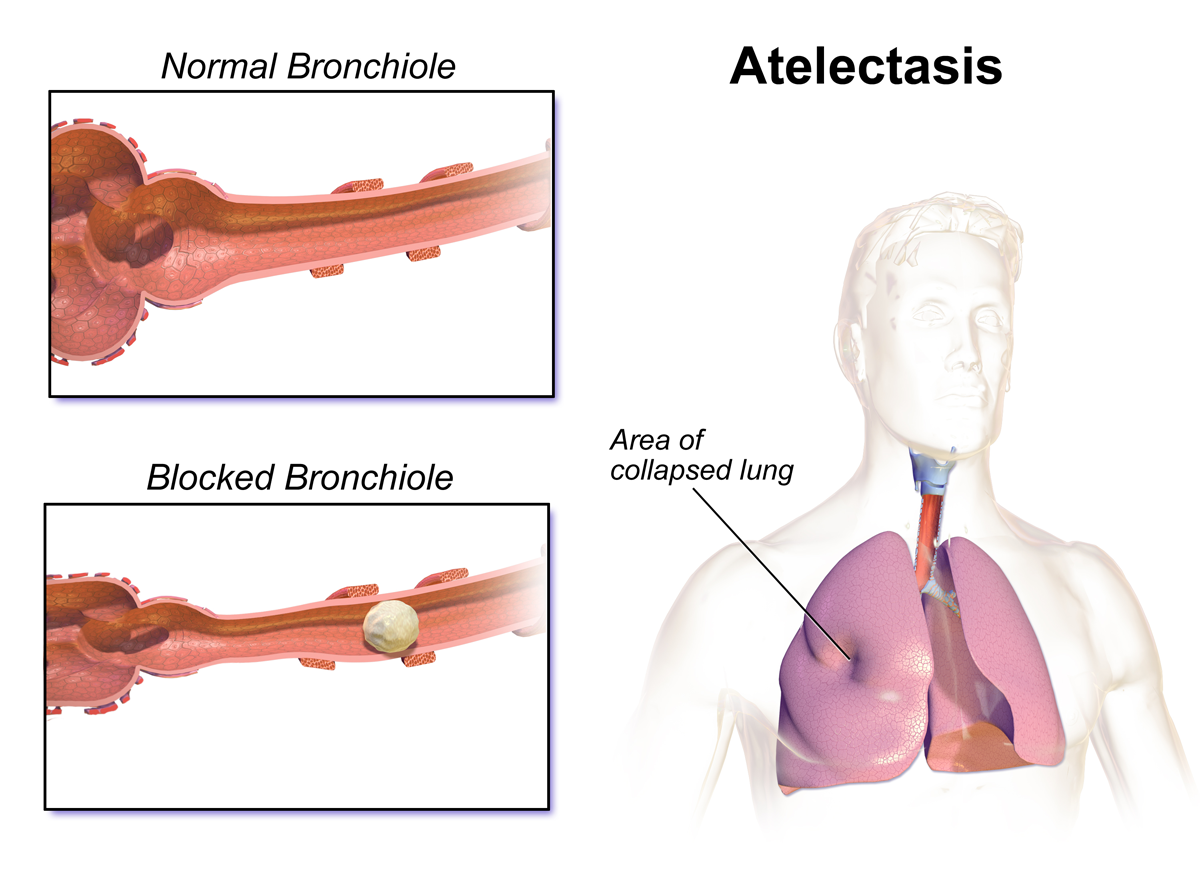 Normal Bronchiole
Atelectasis
Area of
collapsed lung
Blocked Bronchiole